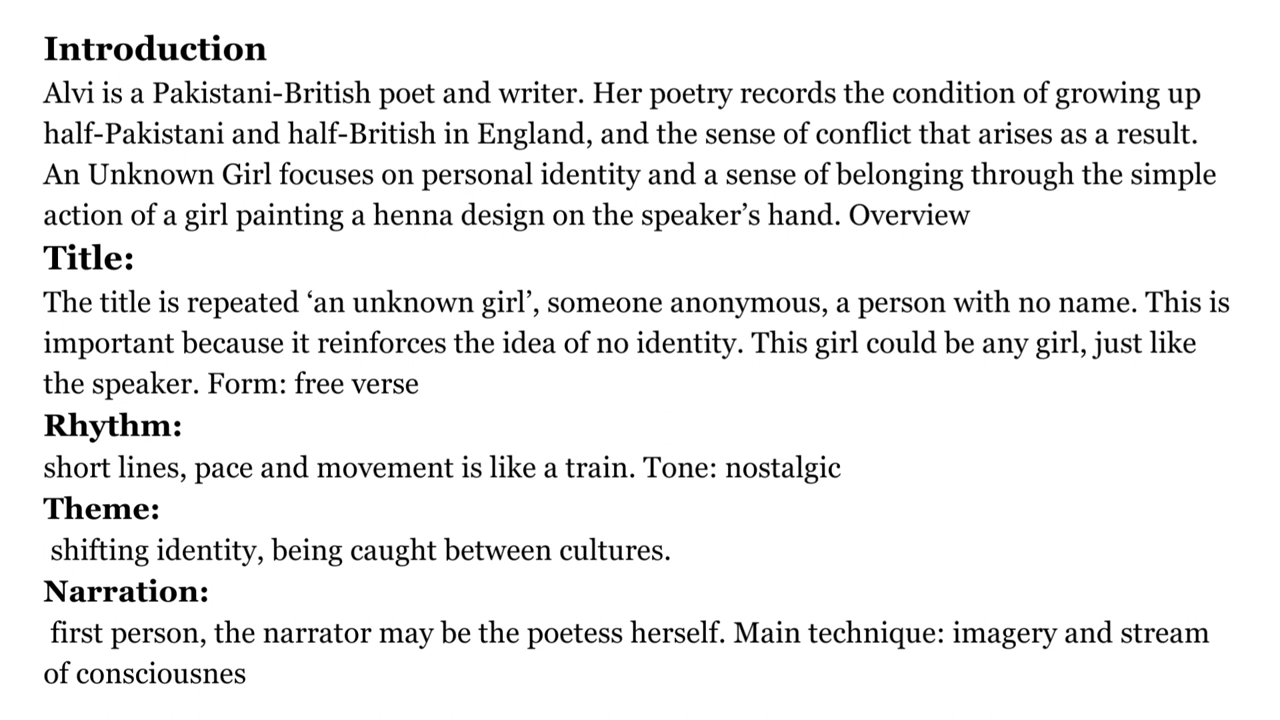 Introduction
Alvi is a Pakistani-British poet and writer. Her poetry records the condition of growing up
half-Pakistani and half-British in England, and the sense of conflict that arises as a result.
An Unknown Girl focuses on personal identity and a sense of belonging through the simple
action of a girl painting a henna design on the speaker’s hand. Overview
Title:
The title is repeated ‘an unknown girl’, someone anonymous, a person with no name. This is
important because it reinforces the idea of no identity. This girl could be any girl, just like
the speaker. Form: free verse
Rhythm:
short lines, pace and movement is like a train. Tone: nostalgic
Theme:
shifting identity, being caught between cultures.
Narration:
first person, the narrator may be the poetess herself. Main technique: imagery and stream
of consciousnes